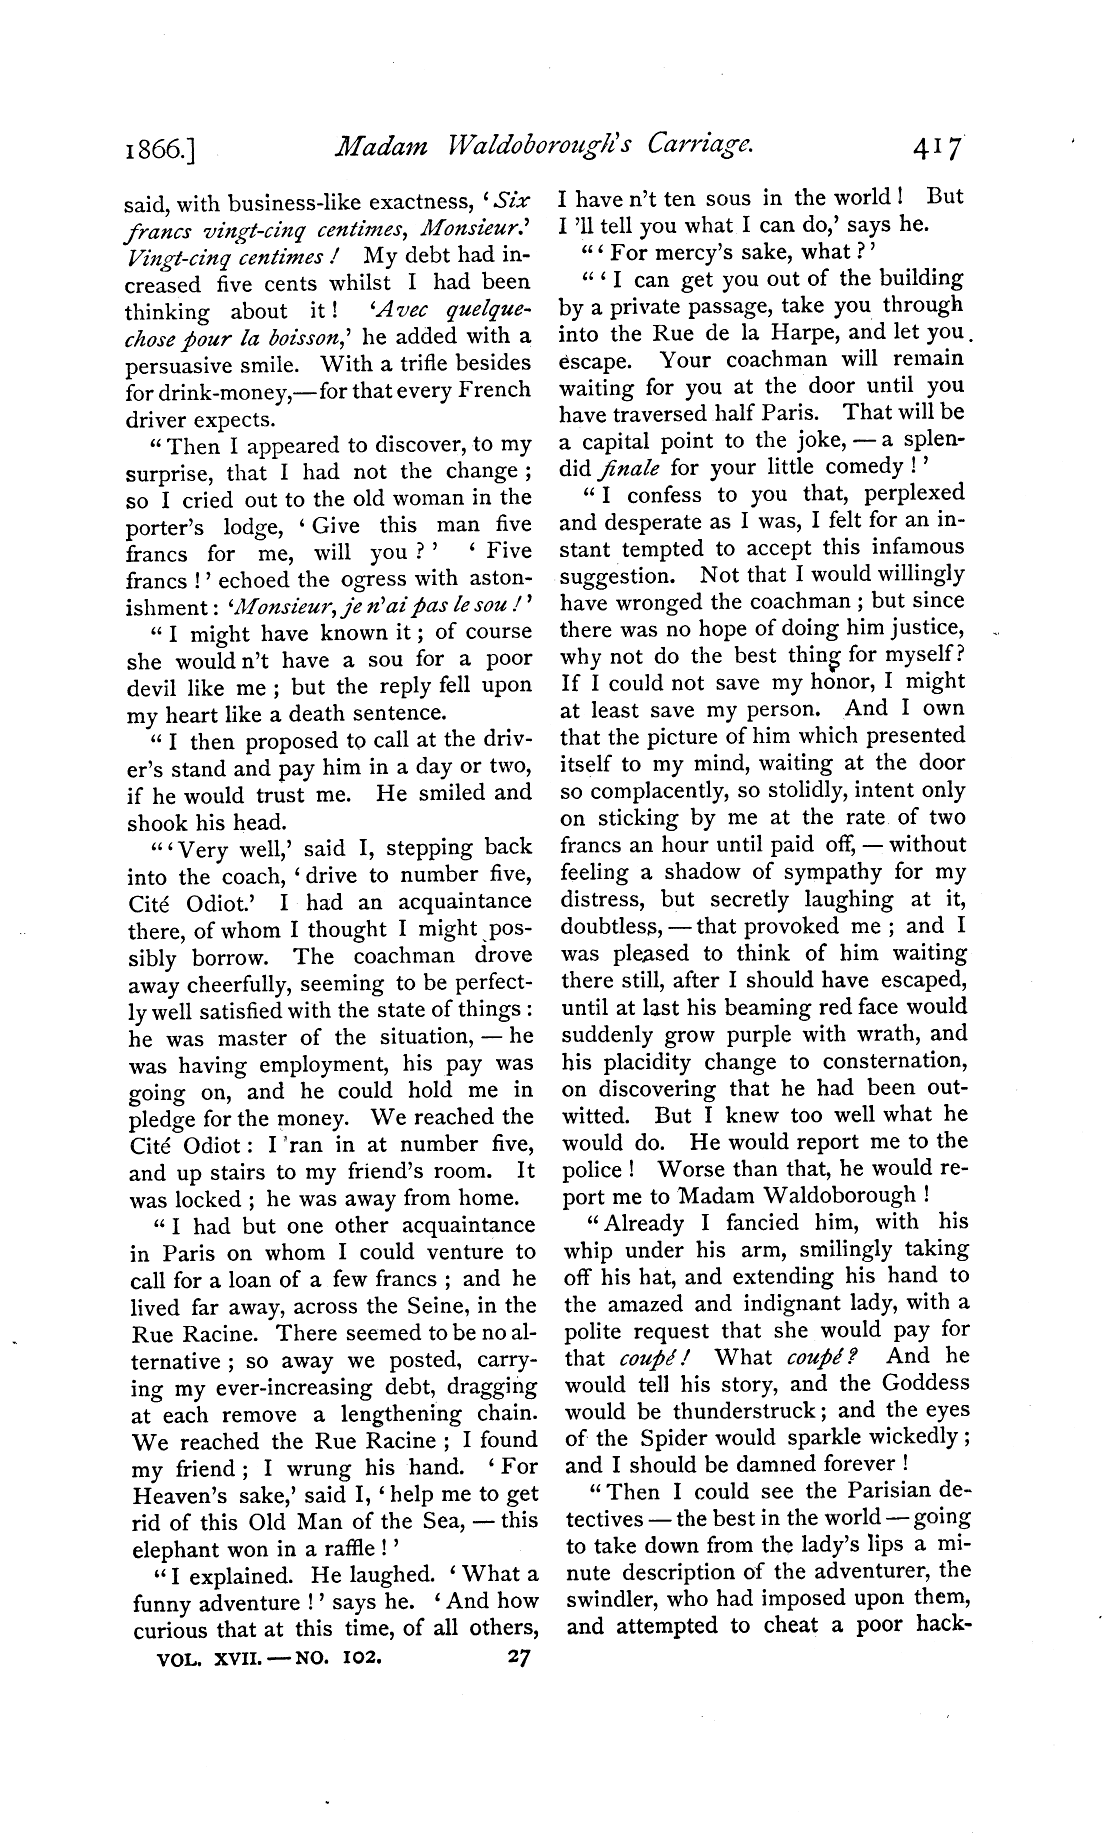 1866.] Madam Waldoborough's Carriage. 417
said, with business-like exactness, ‘Six
francs vingt-cinq centimes, Monsieur.’
Vingt-cinq centimes! My debt had in-
creased five cents whilst I had been
thinking about it! ‘Avec quelque-
chose pour la boisson,’ he added with a
persuasive smile. With a trifle besides
for drink-money,—for that every French
driver expects.
“Then I appeared to discover, to my
surprise, that I had not the change;
so I cried out to the old woman in the
porter's lodge, ‘Give this man five
francs for me, will you?’ ‘Five
francs!’ echoed the ogress with aston-
ishment: ‘Monsieur, je n'ai pas le sou!’
“I might have known it; of course
she would n't have a sou for a poor
devil like me; but the reply fell upon
my heart like a death sentence.
“I then proposed to call at the driv-
er's stand and pay him in a day or two,
if he would trust me. He smiled and
shook his head.
“‘Very well,’ said I, stepping back
into the coach, ‘drive to number five,
Cité Odiot.’ I had an acquaintance
there, of whom I thought I might pos-
sibly borrow. The coachman drove
away cheerfully, seeming to be perfect-
ly well satisfied with the state of things:
he was master of the situation,—he
was having employment, his pay was
going on, and he could hold me in
pledge for the money. We reached the
Cité Odiot: I ran in at number five,
and up stairs to my friend's room. It
was locked; he was away from home.
“I had but one other acquaintance
in Paris on whom I could venture to
call for a loan of a few francs; and he
lived far away, across the Seine, in the
Rue Racine. There seemed to be no al-
ternative; so away we posted, carry-
ing my ever-increasing debt, dragging
at each remove a lengthening chain.
We reached the Rue Racine; I found
my friend; I wrung his hand. ‘For
Heaven's sake,’ said I, ‘help me to get
rid of this Old Man of the Sea,—this
elephant won in a raffle!’
“I explained. He laughed. ‘What a
funny adventure!’ says he. ‘And how
curious that at this time, of all others,
VOL. XVII.—NO. 102. 27
I have n't ten sous in the world! But
I 'll tell you what I can do,’ says he.
“‘For mercy's sake, what?’
“‘I can get you out of the building
by a private passage, take you through
into the Rue de la Harpe, and let you
escape. Your coachman will remain
waiting for you at the door until you
have traversed half Paris. That will be
a capital point to the joke,—a splen-
did finale for your little comedy!’
“I confess to you that, perplexed
and desperate as I was, I felt for an in-
stant tempted to accept this infamous
suggestion. Not that I would willingly
have wronged the coachman; but since
there was no hope of doing him justice,
why not do the best thing for myself?
If I could not save my honor, I might
at least save my person. And I own
that the picture of him which presented
itself to my mind, waiting at the door
so complacently, so stolidly, intent only
on sticking by me at the rate of two
francs an hour until paid off,—without
feeling a shadow of sympathy for my
distress, but secretly laughing at it,
doubtless,—that provoked me; and I
was pleased to think of him waiting
there still, after I should have escaped,
until at last his beaming red face would
suddenly grow purple with wrath, and
his placidity change to consternation,
on discovering that he had been out-
witted. But I knew too well what he
would do. He would report me to the
police! Worse than that, he would re-
port me to Madam Waldoborough!
“Already I fancied him, with his
whip under his arm, smilingly taking
off his hat, and extending his hand to
the amazed and indignant lady, with a
polite request that she would pay for
that coupé! What coupé? And he
would tell his story, and the Goddess
would be thunderstruck; and the eyes
of the Spider would sparkle wickedly;
and I should be damned forever!
“Then I could see the Parisian de-
tectives—the best in the world—going
to take down from the lady's lips a mi-
nute description of the adventurer, the
swindler, who had imposed upon them,
and attempted to cheat a poor hack-